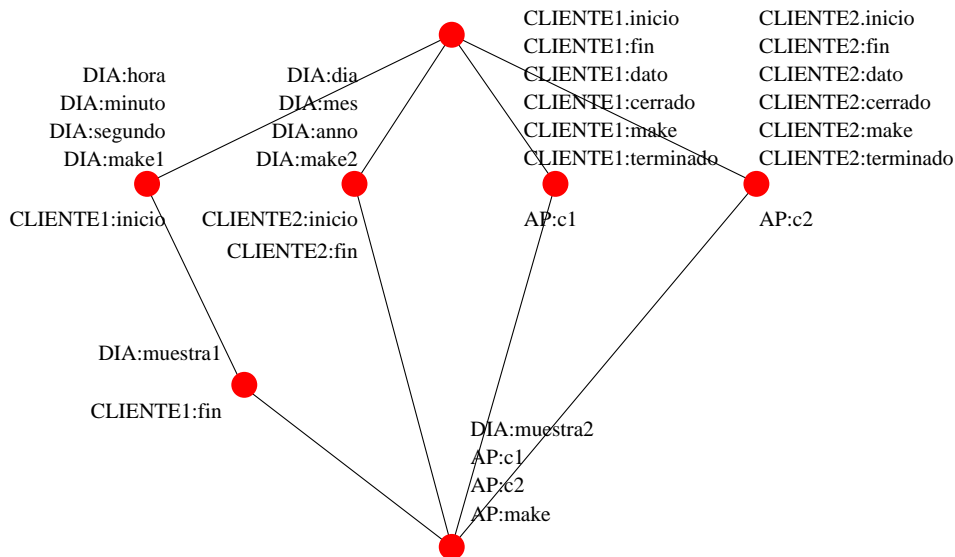 CLIENTE1.inicio
CLIENTE1:fin
CLIENTE1:dato
CLIENTE1:cerrado
CLIENTE1:make
CLIENTE1:terminado
CLIENTE2.inicio
CLIENTE2:fin
CLIENTE2:dato
CLIENTE2:cerrado
CLIENTE2:make
CLIENTE2:terminado
DIA:hora
DIA:minuto
DIA:segundo
DIA:make1
DIA:dia
DIA:mes
DIA:anno
DIA:make2
CLIENTE1:inicio
CLIENTE2:inicio
CLIENTE2:fin
AP:c1
AP:c2
DIA:muestra1
CLIENTE1:fin
DIA:muestra2
AP:c1
AP:c2
AP:make